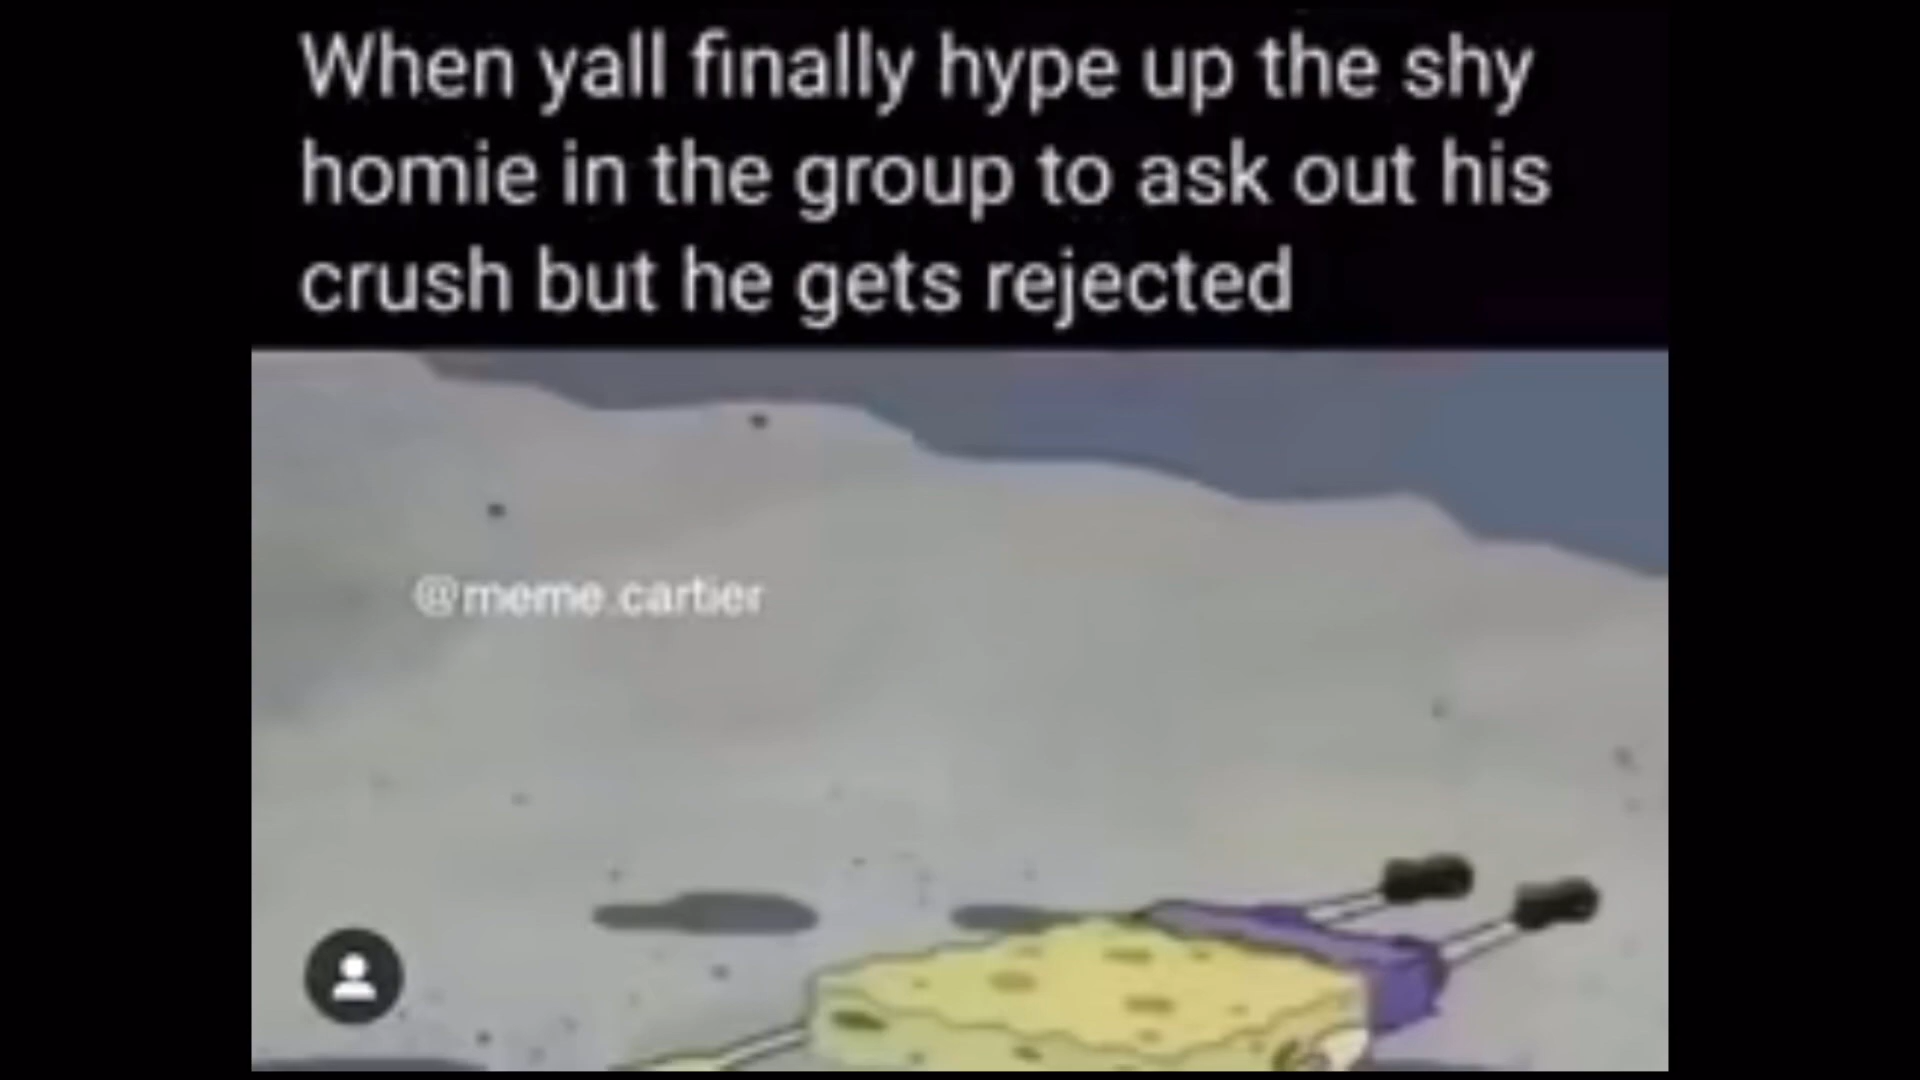 When yall finally hype up the shy
homie in the group to ask out his
crush but he gets rejected
@meme.cartier